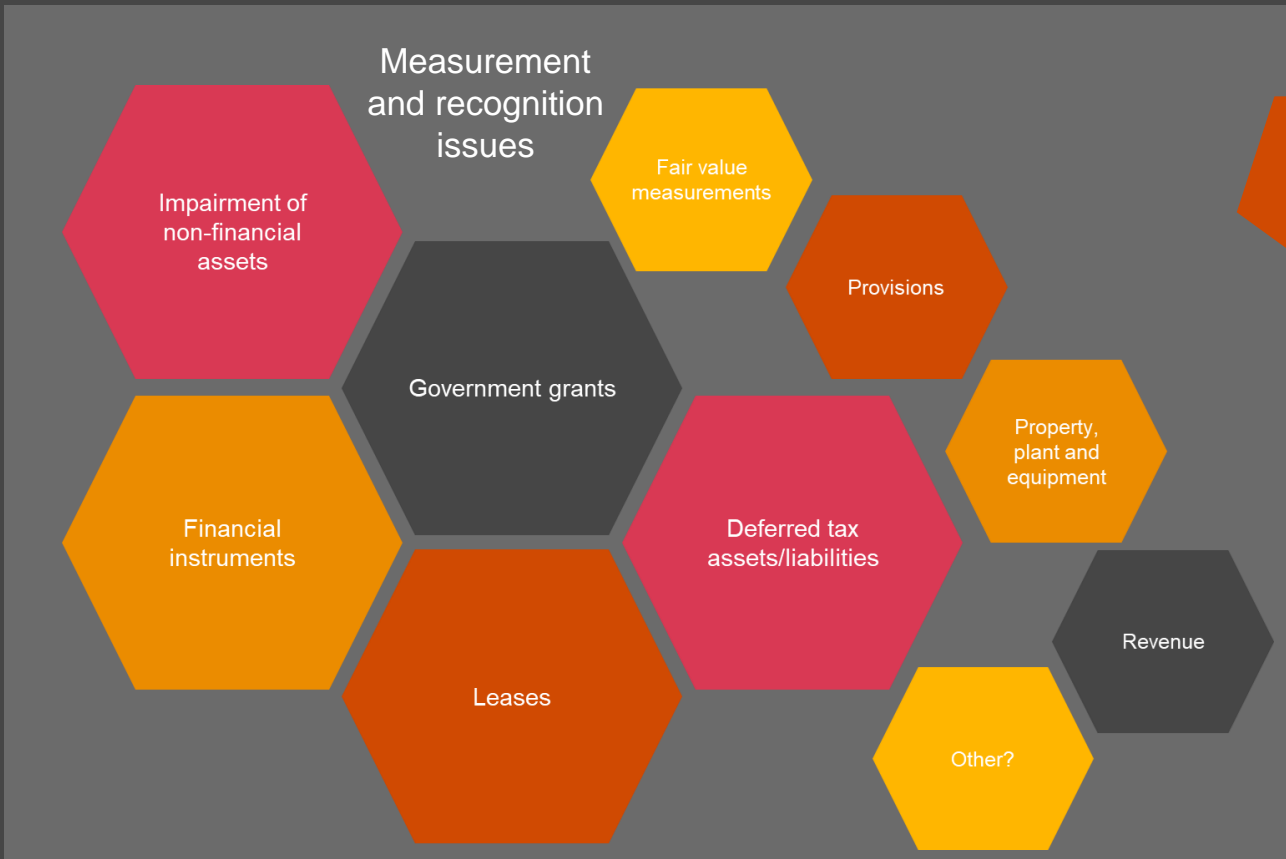 Measurement
and recognition
issues
Impairment of
non-financial
assets
Fair value
measurements
Provisions
Government grants
Property,
plant and
equipment
Financial
instruments
Deferred tax
assets/liabilities
Revenue
Leases
Other?